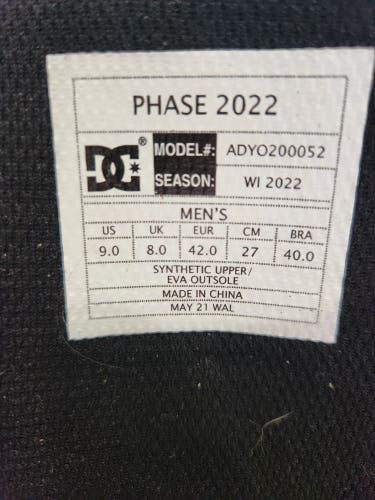 PHASE 2022
DC® MODEL#: ADYO200052
SEASON: WI 2022
MEN'S
US UK EUR CM BRA
9.0 8.0 42.0 27 40.0
SYNTHETIC UPPER/
EVA OUTSOLE
MADE IN CHINA
MAY 21 WAL